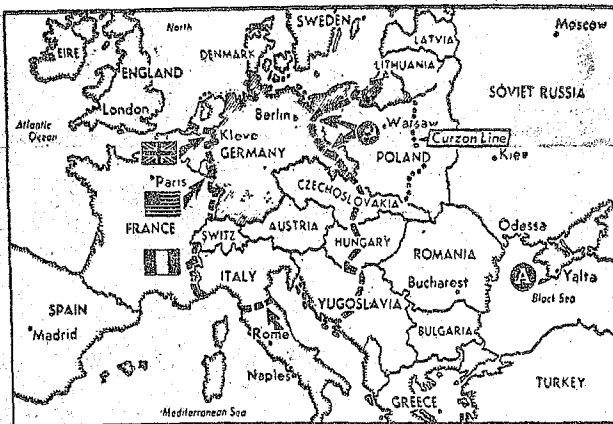 North
SWEDEN
Moscow
EIRE
DENMARK
LATVIA
ENGLAND
LITHUANIA
SOVIET RUSSIA
London
Berlin
Warsaw
Atlantic
Ocean
Kleve
GERMANY
POLAND
Curzon Line
Kiev
Paris
CZECHOSLOVAKIA
FRANCE
SWITZ
AUSTRIA
HUNGARY
ROMANIA
Odessa
ITALY
Bucharest
A
Yalta
Black Sea
SPAIN
Madrid
YUGOSLAVIA
Rome
BULGARIA
Naples
TURKEY
Mediterranean Sea
GREECE